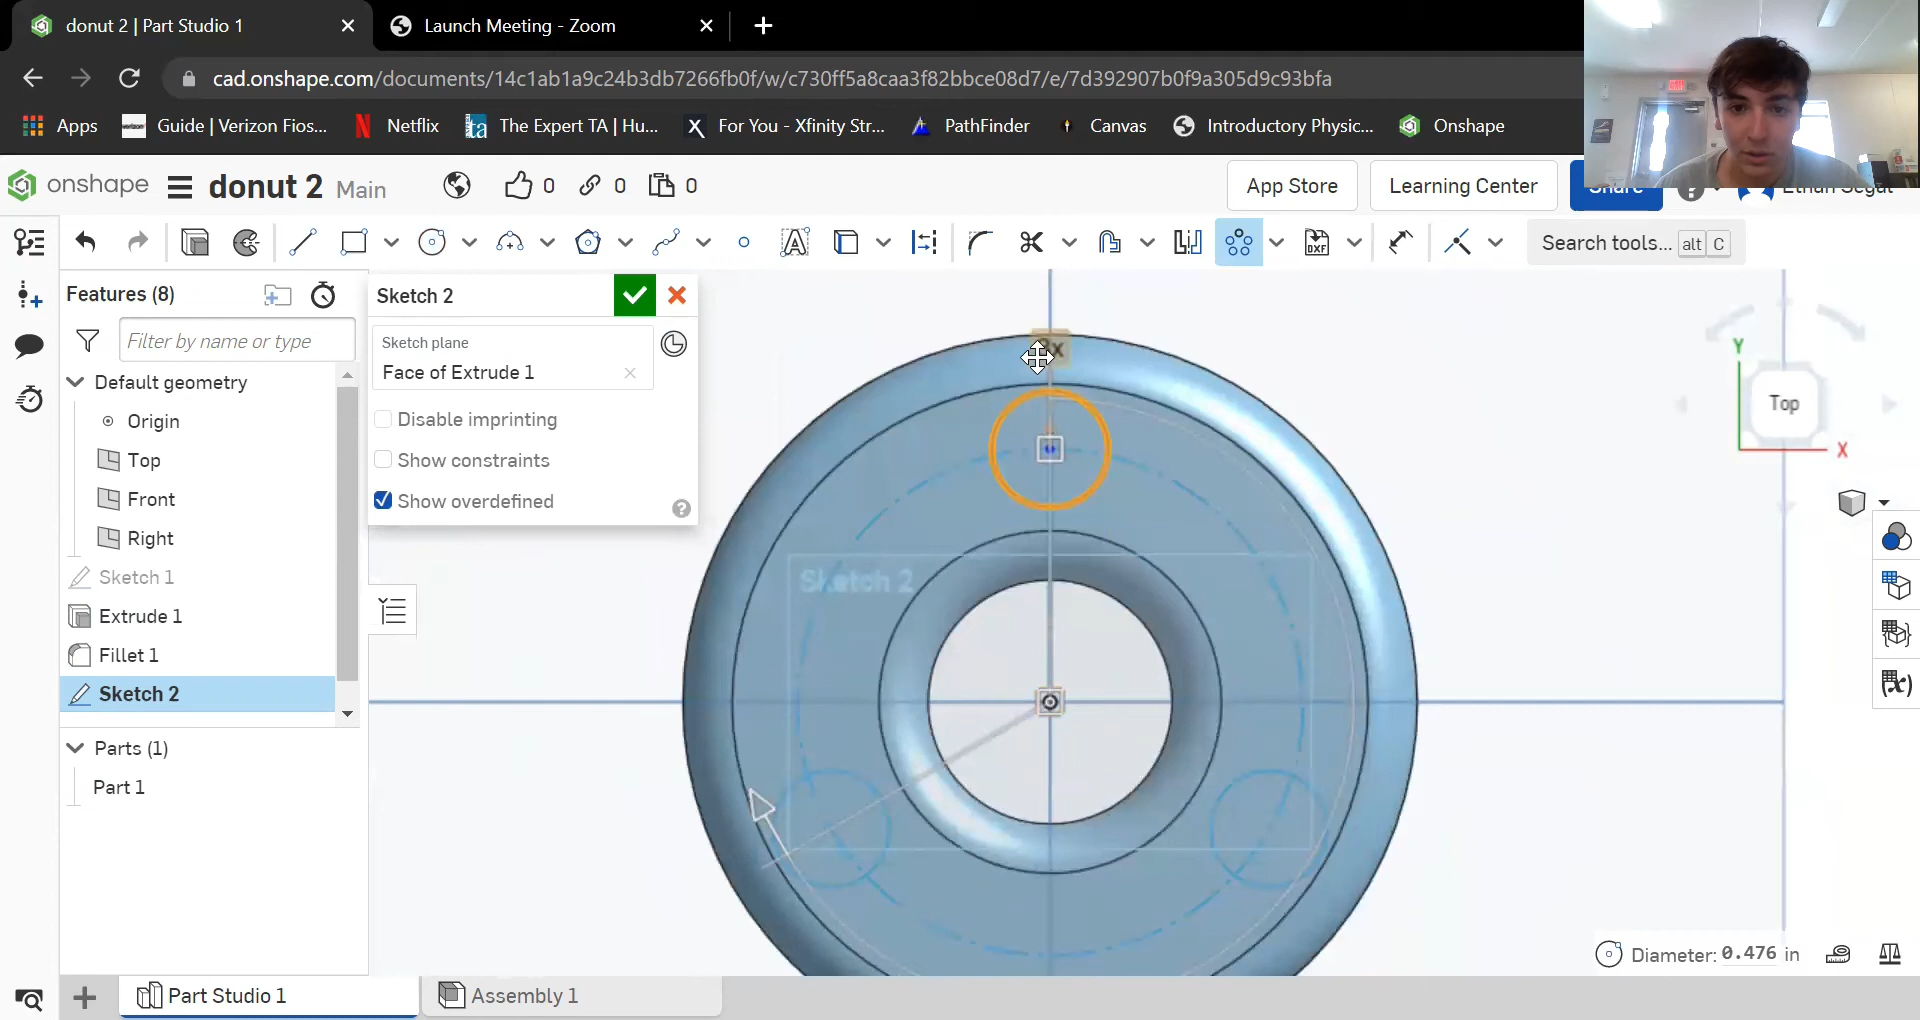 donut 2 | Part Studio 1
Launch Meeting - Zoom
cad.onshape.com/documents/14c1ab1a9c24b3db7266fb0f/w/c730ff5a8caa3f82bbce08d7/e/7d392907b0f9a305d9c93bfa
Apps
Guide | Verizon Fios...
Netflix
The Expert TA | Hu...
For You - Xfinity Str...
PathFinder
Canvas
Introductory Physic...
Onshape
onshape
donut 2 Main
0
0
0
App Store
Learning Center
Share
Search tools... alt C
Features (8)
Filter by name or type
Default geometry
Origin
Top
Front
Right
Sketch 1
Extrude 1
Fillet 1
Sketch 2
Parts (1)
Part 1
Sketch 2
Sketch plane
Face of Extrude 1
Disable imprinting
Show constraints
Show overdefined
Sketch 2
Y
Top
X
Diameter: 0.476 in
Part Studio 1
Assembly 1